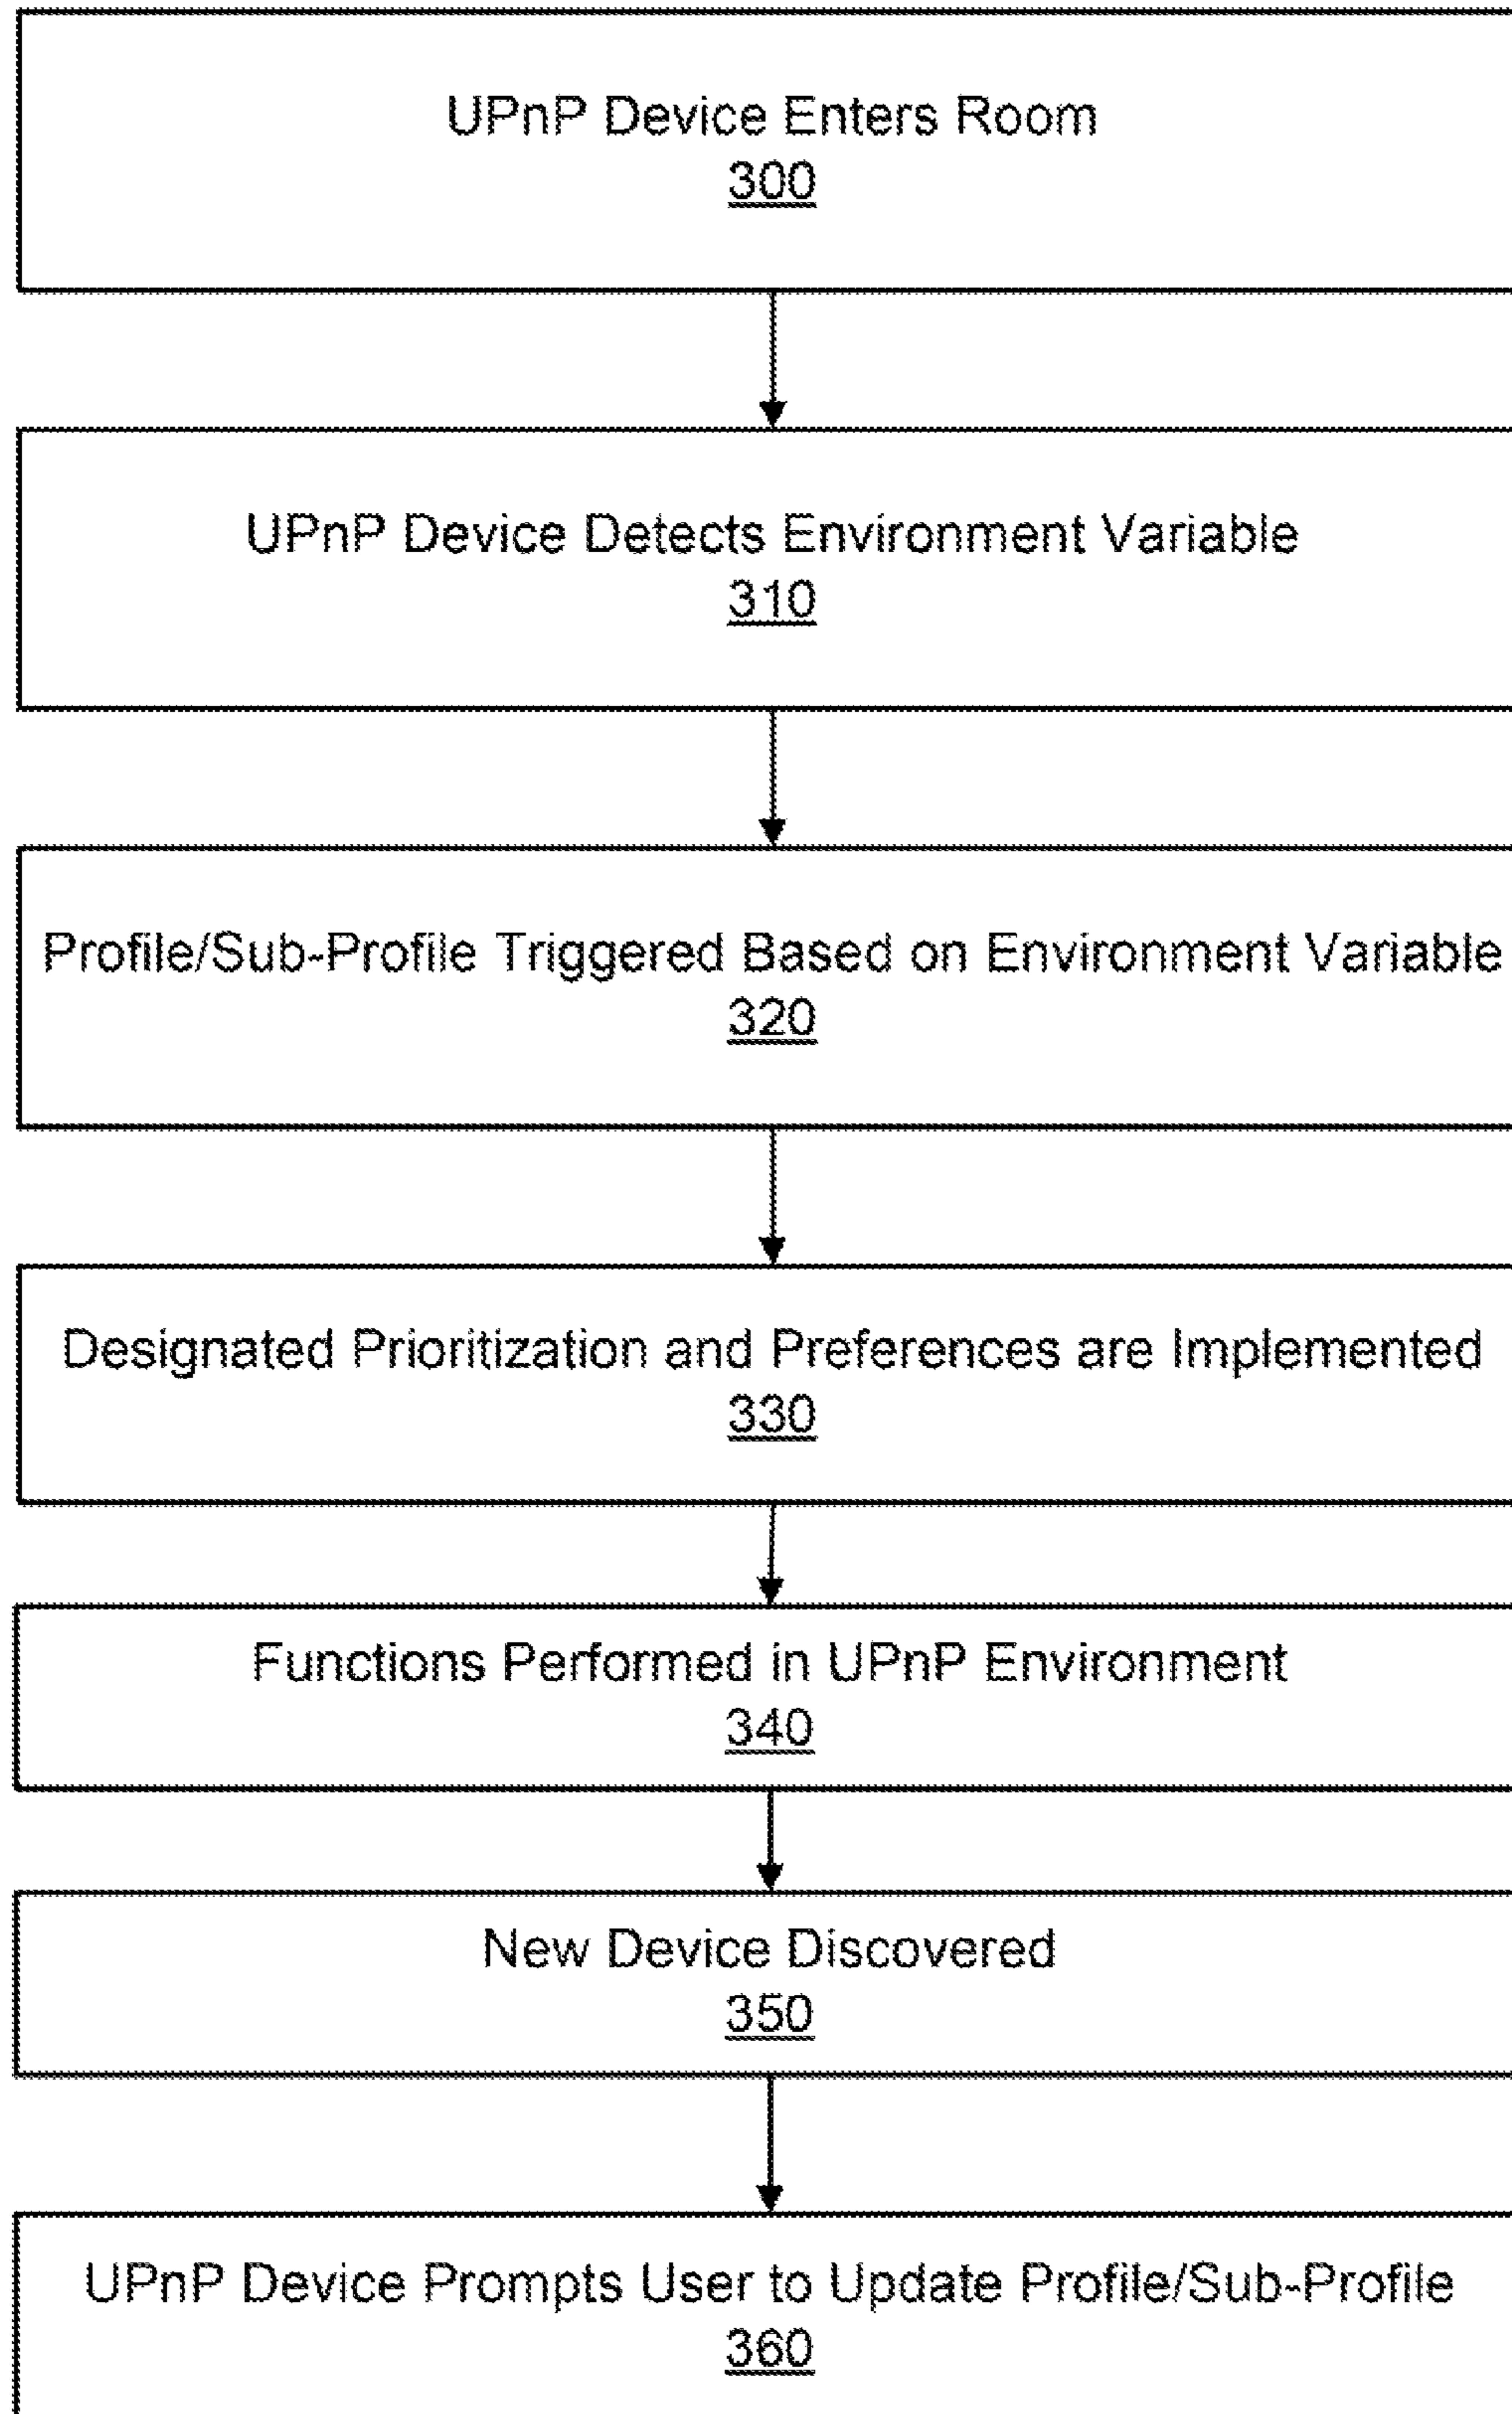 UPnP Device Enters Room
300
UPnP Device Detects Environment Variable
310
Profile/Sub-Profile Triggered Based on Environment Variable
320
Designated Prioritization and Preferences are Implemented
330
Functions Performed in UPnP Environment
340
New Device Discovered
350
UPnP Device Prompts User to Update Profile/Sub-Profile
360